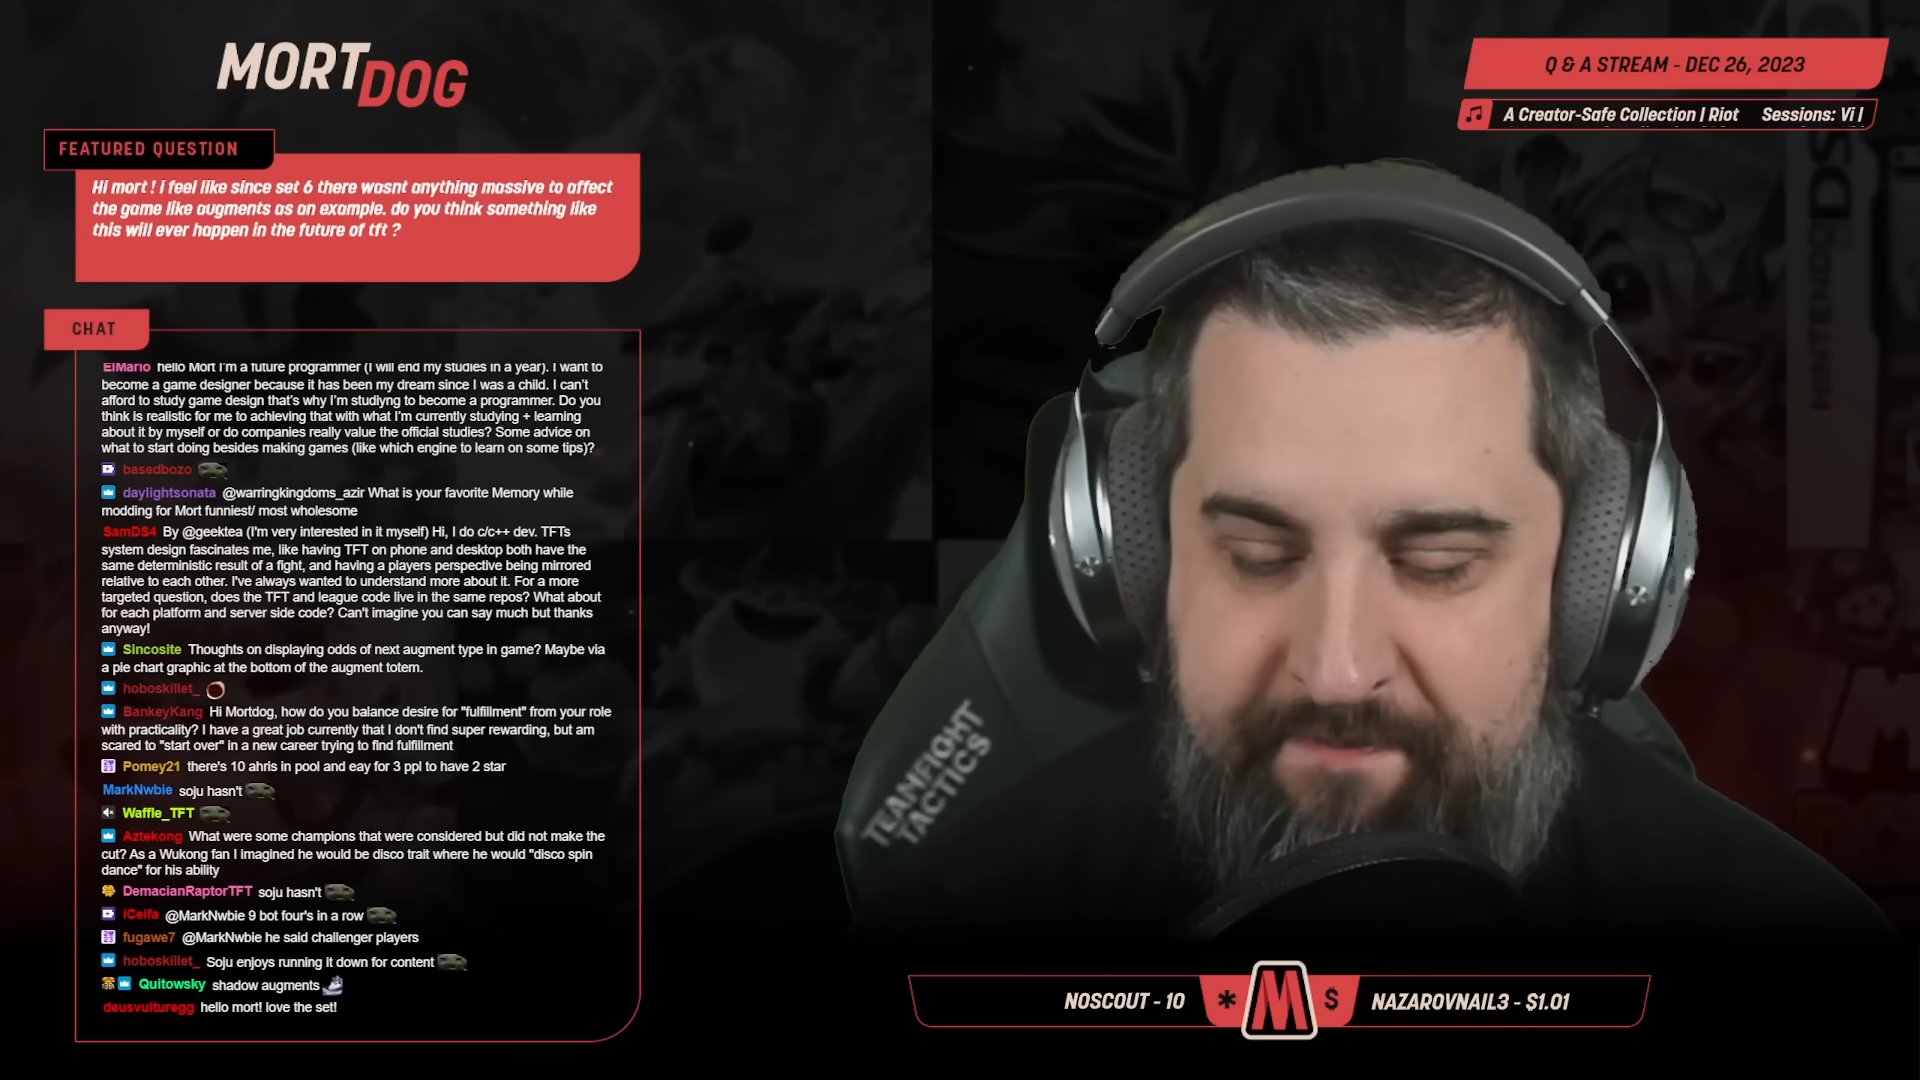 MORTDOG
Q & A STREAM - DEC 26, 2023
A Creator-Safe Collection | Riot Sessions: Vi |
FEATURED QUESTION
Hi mort ! i feel like since set 6 there wasnt anything massive to affect
the game like augments as an example. do you think something like
this will ever happen in the future of tft ?
CHAT
ElMario hello Mort I'm a future programmer (I will end my studies in a year). I want to
become a game designer because it has been my dream since I was a child. I can't
afford to study game design that's why I'm studiyng to become a programmer. Do you
think is realistic for me to achieving that with what I'm currently studying + learning
about it by myself or do companies really value the official studies? Some advice on
what to start doing besides making games (like which engine to learn on some tips)?
basedbozo
daylightsonata @warringkingdoms_azir What is your favorite Memory while
modding for Mort funniest/ most wholesome
SamDS4 By @geektea (I'm very interested in it myself) Hi, I do c/c++ dev. TFTs
system design fascinates me, like having TFT on phone and desktop both have the
same deterministic result of a fight, and having a players perspective being mirrored
relative to each other. I've always wanted to understand more about it. For a more
targeted question, does the TFT and league code live in the same repos? What about
for each platform and server side code? Can't imagine you can say much but thanks
anyway!
Sincosite Thoughts on displaying odds of next augment type in game? Maybe via
a pie chart graphic at the bottom of the augment totem.
hoboskillet_
BankeyKang Hi Mortdog, how do you balance desire for "fulfillment" from your role
with practicality? I have a great job currently that I don't find super rewarding, but am
scared to "start over" in a new career trying to find fulfillment
Pomey21 there's 10 ahris in pool and eay for 3 ppl to have 2 star
MarkNwbie soju hasn't
Waffle_TFT
Aztekong What were some champions that were considered but did not make the
cut? As a Wukong fan I imagined he would be disco trait where he would "disco spin
dance" for his ability
DemacianRaptorTFT soju hasn't
iCeifa @MarkNwbie 9 bot four's in a row
fugawe7 @MarkNwbie he said challenger players
hoboskillet_ Soju enjoys running it down for content
Quitowsky shadow augments
deusvulturegg hello mort! love the set!
TEAMFIGHT
TACTICS
NINTENDO DS
NOSCOUT - 10 * M $ NAZAROVNAIL3 - $1.01